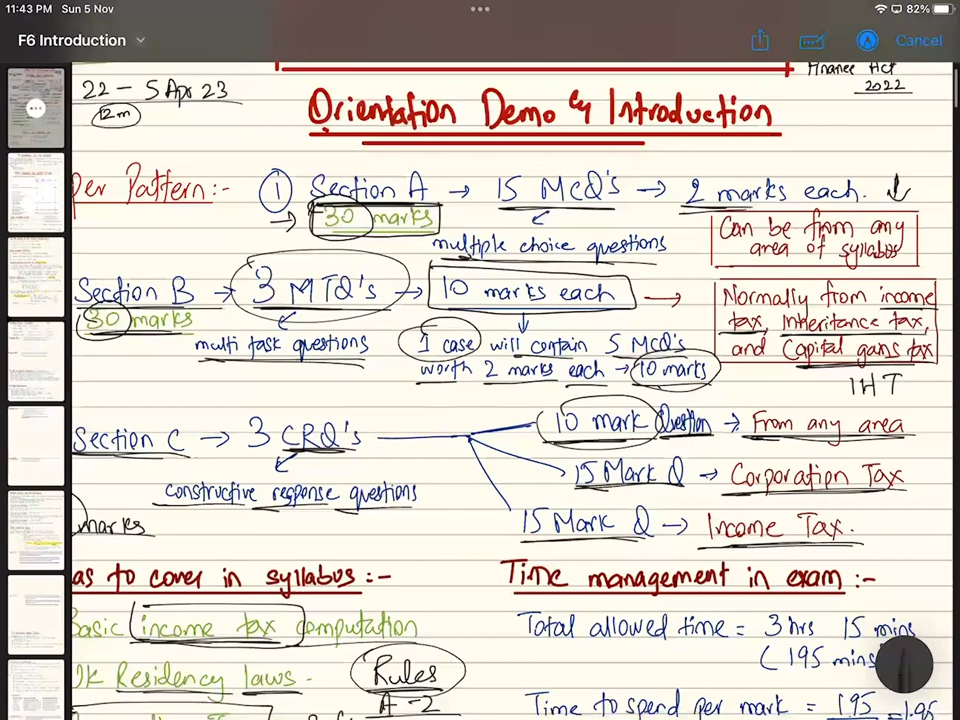 11:43 PM Sun 5 Nov
82%
F6 Introduction
Cancel
Finance Act
2022
22 – 5 Apr 23
12m
Orientation Demo & Introduction
per Pattern:-
① Section A → 15 MCQ's → 2 marks each. ↓
→ 30 marks
multiple choice questions
Can be from any
area of syllabus
Section B → 3 MTQ's → 10 marks each →
30 marks
multi task questions
1 case will contain 5 MCQ's
worth 2 marks each → 10 marks
Normally from income
tax, Inheritance tax,
and Capital gains tax
IHT
Section C → 3 CRQ's
constructive response questions
10 mark Question → From any area
15 Mark Q → Corporation Tax
15 Mark Q → Income Tax.
marks
as to cover in syllabus :-
Basic income tax computation
UK Residency laws.
Rules
A-2
Time management in exam :-
Total allowed time = 3 hrs 15 mins
(195 mins
Time to spend per mark = 195 = 1.95